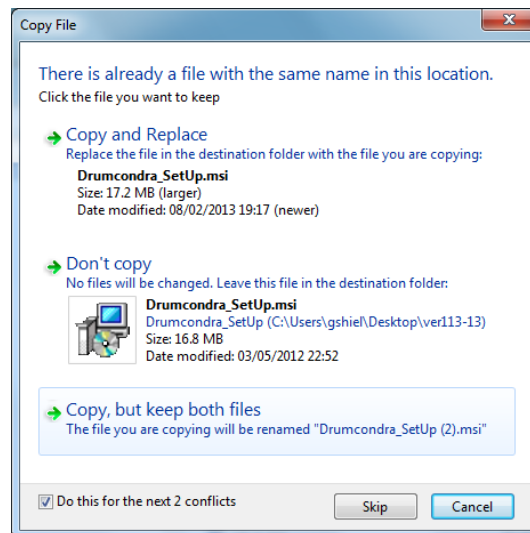 Copy File
There is already a file with the same name in this location.
Click the file you want to keep
Copy and Replace
Replace the file in the destination folder with the file you are copying:
Drumcondra_SetUp.msi
Size: 17.2 MB (larger)
Date modified: 08/02/2013 19:17 (newer)
Don't copy
No files will be changed. Leave this file in the destination folder:
Drumcondra_SetUp.msi
Drumcondra_SetUp (C:\Users\gshiel\Desktop\ver113-13)
Size: 16.8 MB
Date modified: 03/05/2012 22:52
Copy, but keep both files
The file you are copying will be renamed "Drumcondra_SetUp (2).msi"
Do this for the next 2 conflicts
Skip
Cancel